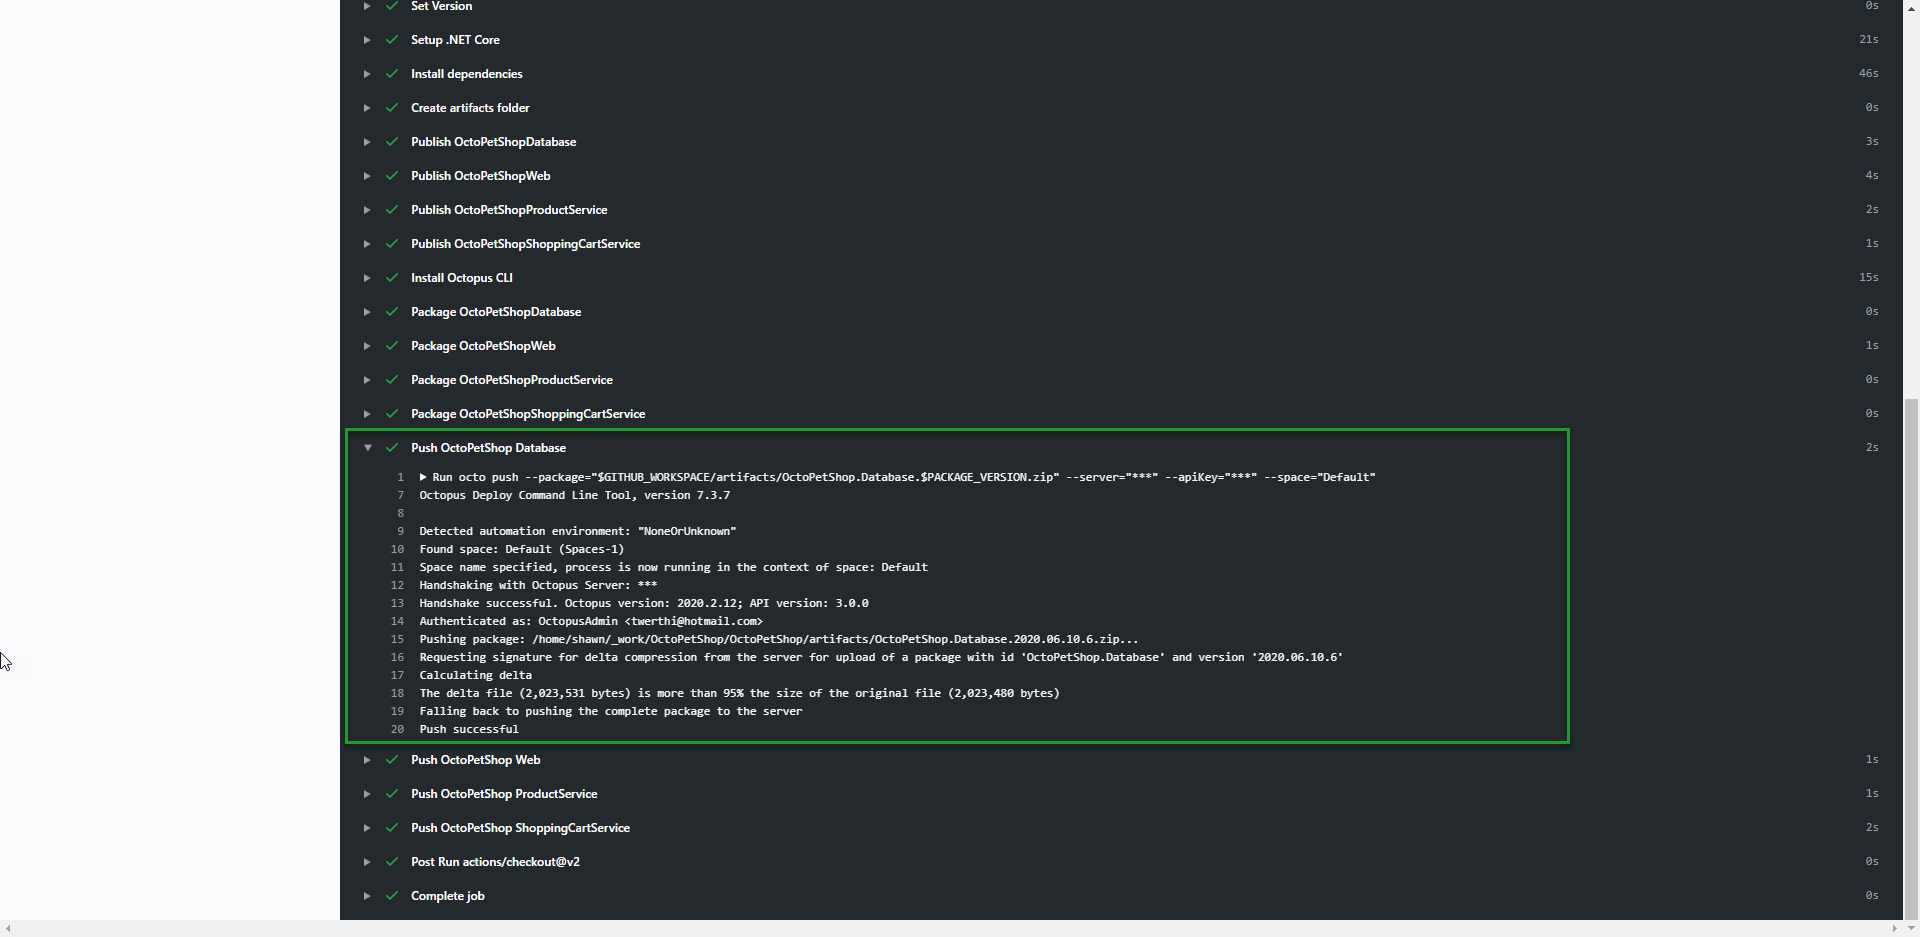 Set Version 0s
Setup .NET Core 21s
Install dependencies 46s
Create artifacts folder 0s
Publish OctoPetShopDatabase 3s
Publish OctoPetShopWeb 4s
Publish OctoPetShopProductService 2s
Publish OctoPetShopShoppingCartService 1s
Install Octopus CLI 15s
Package OctoPetShopDatabase 0s
Package OctoPetShopWeb 1s
Package OctoPetShopProductService 0s
Package OctoPetShopShoppingCartService 0s
Push OctoPetShop Database 2s
1 Run octo push --package="$GITHUB_WORKSPACE/artifacts/OctoPetShop.Database.$PACKAGE_VERSION.zip" --server="***" --apiKey="***" --space="Default"
7 Octopus Deploy Command Line Tool, version 7.3.7
8
9 Detected automation environment: "NoneOrUnknown"
10 Found space: Default (Spaces-1)
11 Space name specified, process is now running in the context of space: Default
12 Handshaking with Octopus Server: ***
13 Handshake successful. Octopus version: 2020.2.12; API version: 3.0.0
14 Authenticated as: OctopusAdmin <twerthi@hotmail.com>
15 Pushing package: /home/shawn/_work/OctoPetShop/OctoPetShop/artifacts/OctoPetShop.Database.2020.06.10.6.zip...
16 Requesting signature for delta compression from the server for upload of a package with id 'OctoPetShop.Database' and version '2020.06.10.6'
17 Calculating delta
18 The delta file (2,023,531 bytes) is more than 95% the size of the original file (2,023,480 bytes)
19 Falling back to pushing the complete package to the server
20 Push successful
Push OctoPetShop Web 1s
Push OctoPetShop ProductService 1s
Push OctoPetShop ShoppingCartService 2s
Post Run actions/checkout@v2 0s
Complete job 0s